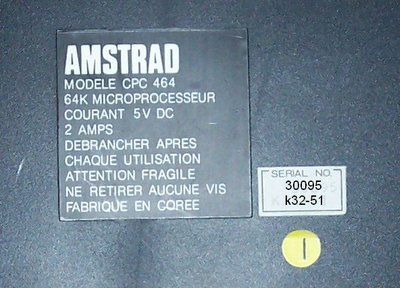 AMSTRAD
MODELE CPC 464
64K MICROPROCESSEUR
COURANT 5V DC
2 AMPS
DEBRANCHER APRES
CHAQUE UTILISATION
ATTENTION FRAGILE
NE RETIRER AUCUNE VIS
FABRIQUE EN COREE
SERIAL NO.
30095
k32-51
1